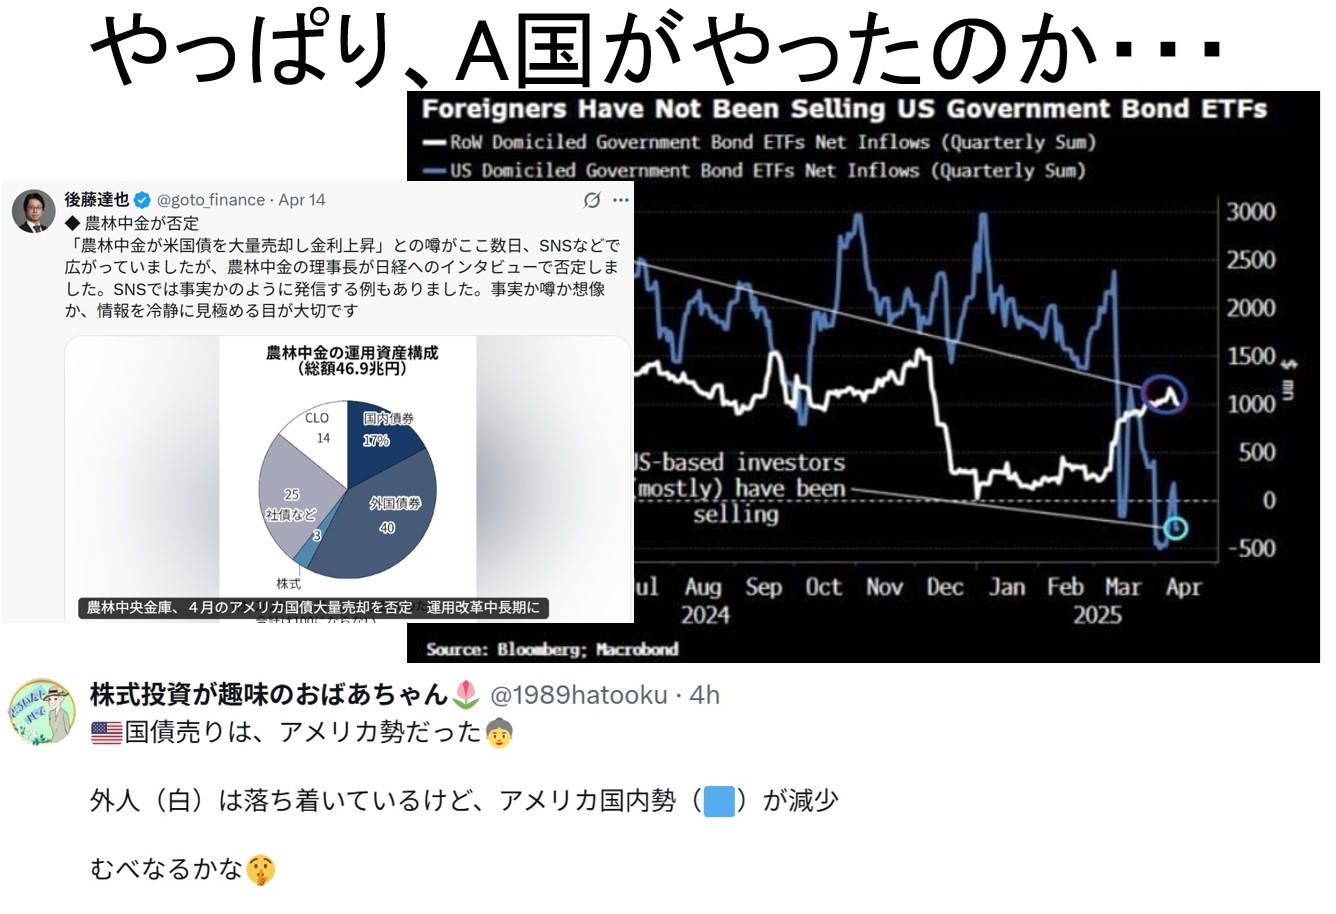 やっぱり、A国がやったのか・・・
Foreigners Have Not Been Selling US Government Bond ETFs
RoW Domiciled Government Bond ETFs Net Inflows (Quarterly Sum)
US Domiciled Government Bond ETFs Net Inflows (Quarterly Sum)
後藤達也 @goto_finance · Apr 14
◆ 農林中金が否定
「農林中金が米国債を大量売却し金利上昇」との噂がここ数日、SNSなどで
広がっていましたが、農林中金の理事長が日経へのインタビューで否定しま
した。SNSでは事実かのように発信する例もありました。事実か噂か想像
か、情報を冷静に見極める目が大切です
農林中金の運用資産構成
(総額46.9兆円)
CLO
14
国内債券
17%
外国債券
40
25
社債など
3
株式
農林中央金庫、４月のアメリカ国債大量売却を否定　運用改革中長期に
3000
2500
2000
1500
1000
500
0
-500
$ mn
US-based investors
(mostly) have been
selling
ul Aug Sep Oct Nov Dec Jan Feb Mar Apr
2024 2025
Source: Bloomberg; Macrobond
株式投資が趣味のおばあちゃん🌷 @1989hatooku · 4h
🇺🇸国債売りは、アメリカ勢だった👵
外人（白）は落ち着いているけど、アメリカ国内勢（🟦）が減少
むべなるかな🤫